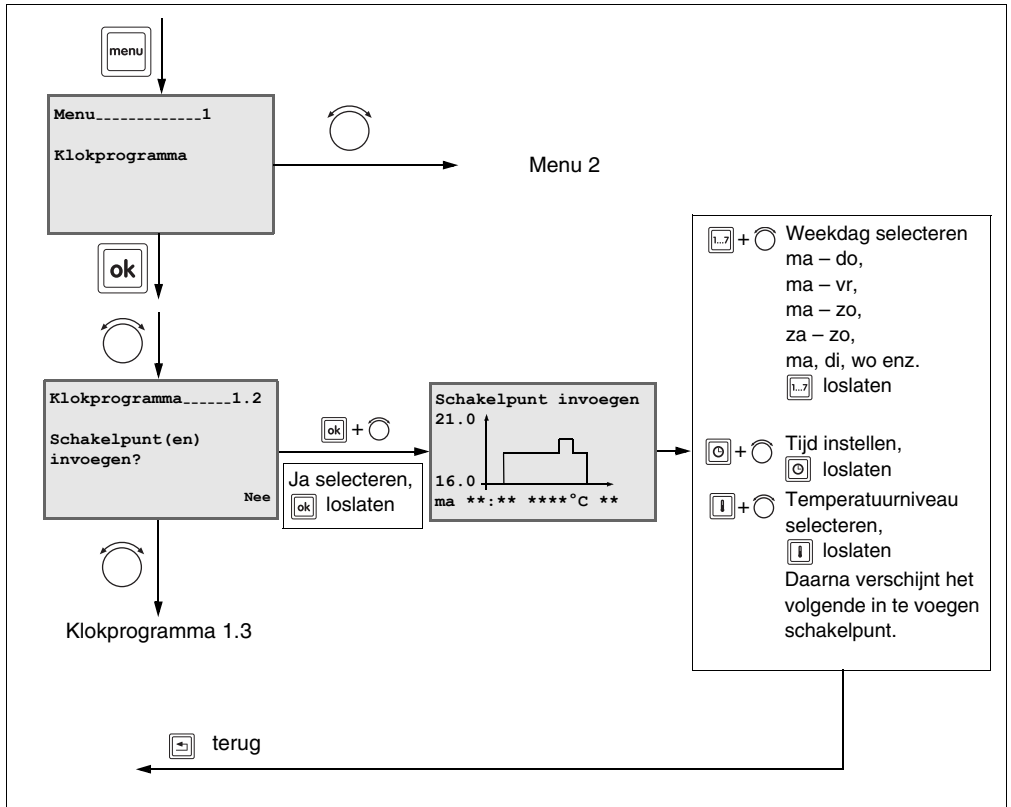 menu
Menu_____________1
Klokprogramma
Menu 2
ok
Klokprogramma______1.2
Schakelpunt(en)
invoegen?
Nee
ok +
Ja selecteren,
ok loslaten
Schakelpunt invoegen
21.0
16.0
ma **:** ****°C **
1...7 + Weekdag selecteren
ma – do,
ma – vr,
ma – zo,
za – zo,
ma, di, wo enz.
1...7 loslaten
+ Tijd instellen,
loslaten
+ Temperatuurniveau
selecteren,
loslaten
Daarna verschijnt het
volgende in te voegen
schakelpunt.
Klokprogramma 1.3
terug